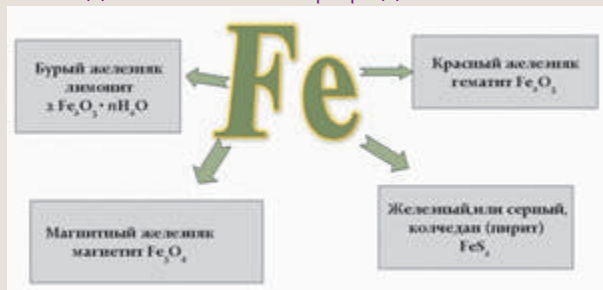 Fe
Бурый железняк
лимонит
2 Fe₂O₃ • nH₂O
Красный железняк
гематит Fe₂O₃
Магнитный железняк
магнетит Fe₃O₄
Железный,или серный,
колчедан (пирит)
FeS₂